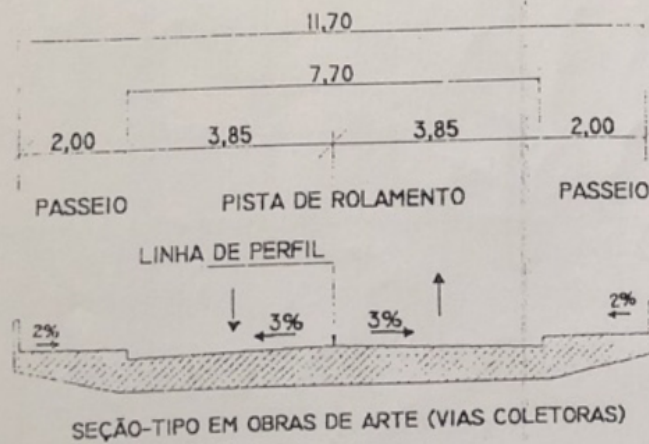 11,70
7,70
2,00 3,85 3,85 2,00
PASSEIO PISTA DE ROLAMENTO PASSEIO
LINHA DE PERFIL
2% 3% 3% 2%
SEÇÃO-TIPO EM OBRAS DE ARTE (VIAS COLETORAS)